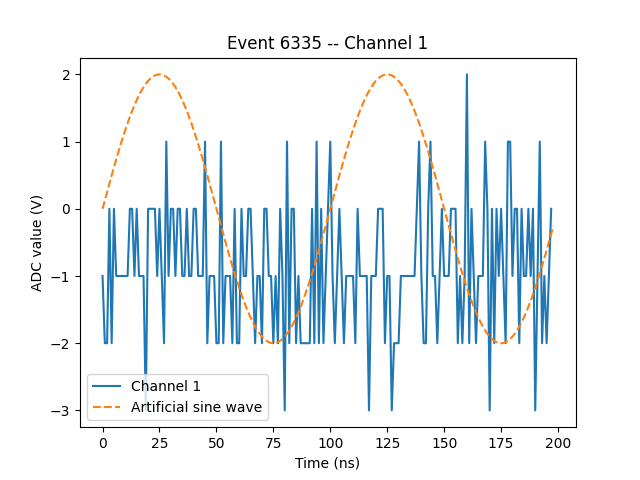 Event 6335 -- Channel 1
ADC value (V)
2
1
0
−1
−2
−3
Channel 1
Artificial sine wave
0 25 50 75 100 125 150 175 200
Time (ns)